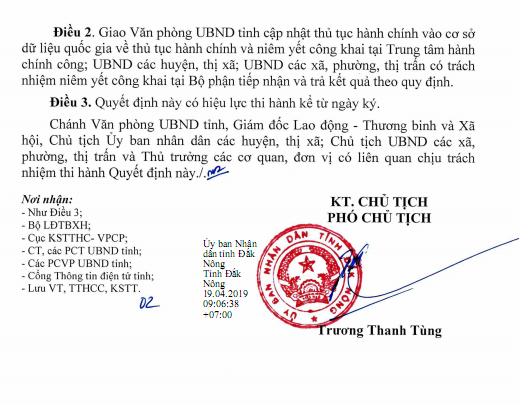 Điều 2. Giao Văn phòng UBND tỉnh cập nhật thủ tục hành chính vào cơ sở
dữ liệu quốc gia về thủ tục hành chính và niêm yết công khai tại Trung tâm hành
chính công; UBND các huyện, thị xã; UBND các xã, phường, thị trấn có trách
nhiệm niêm yết công khai tại Bộ phận tiếp nhận và trả kết quả theo quy định.
Điều 3. Quyết định này có hiệu lực thi hành kể từ ngày ký.
Chánh Văn phòng UBND tỉnh, Giám đốc Lao động - Thương binh và Xã
hội, Chủ tịch Ủy ban nhân dân các huyện, thị xã; Chủ tịch UBND các xã,
phường, thị trấn và Thủ trưởng các cơ quan, đơn vị có liên quan chịu trách
nhiệm thi hành Quyết định này./.
Nơi nhận:
- Như Điều 3;
- Bộ LĐTBXH;
- Cục KSTTHC- VPCP;
- CT, các PCT UBND tỉnh;
- Các PCVP UBND tỉnh;
- Cổng Thông tin điện tử tỉnh;
- Lưu VT, TTHCC, KSTT.
Ủy ban Nhân
dân tỉnh Đắk
Nông
Tỉnh Đắk
Nông
19.04.2019
09:06:38
+07:00
KT. CHỦ TỊCH
PHÓ CHỦ TỊCH
ỦY BAN NHÂN DÂN TỈNH ĐẮK NÔNG
Trương Thanh Tùng